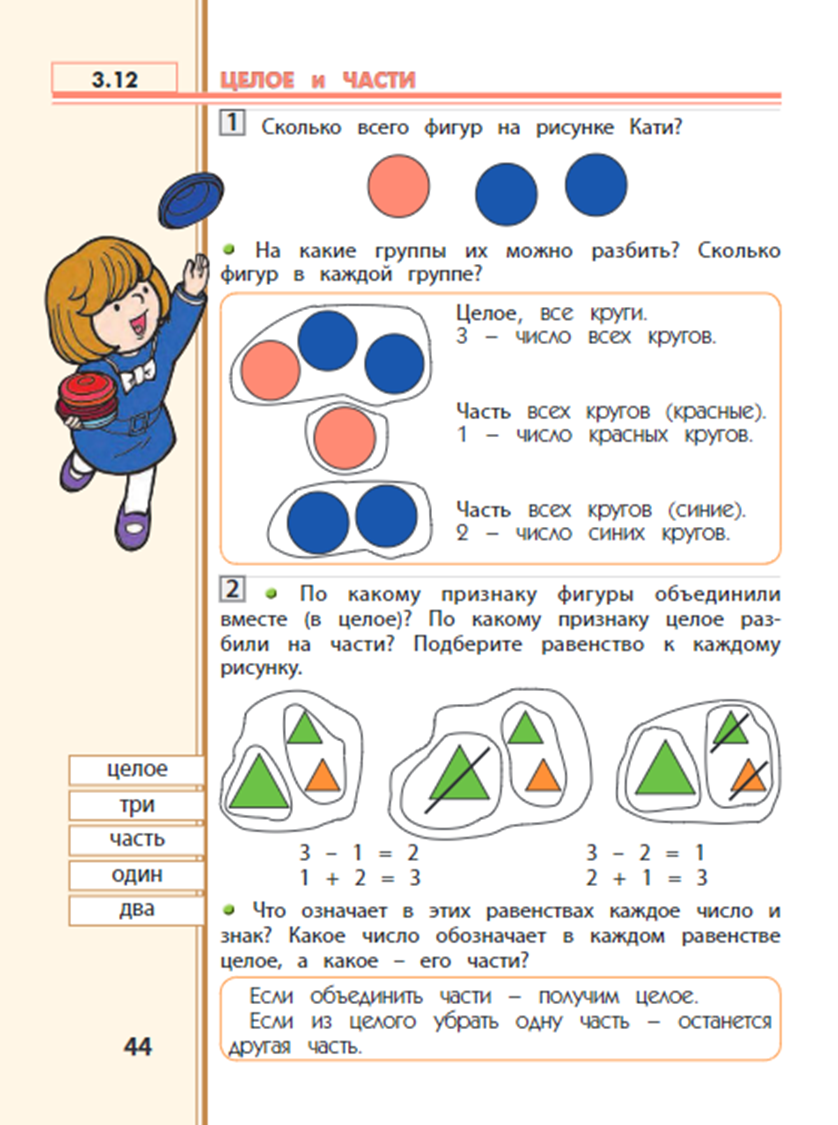 3.12
ЦЕЛОЕ и ЧАСТИ
1 Сколько всего фигур на рисунке Кати?
На какие группы их можно разбить? Сколько
фигур в каждой группе?
Целое, все круги.
3 – число всех кругов.
Часть всех кругов (красные).
1 – число красных кругов.
Часть всех кругов (синие).
2 – число синих кругов.
2 • По какому признаку фигуры объединили
вместе (в целое)? По какому признаку целое раз-
били на части? Подберите равенство к каждому
рисунку.
целое
три
часть
один
два
3 – 1 = 2
1 + 2 = 3
3 – 2 = 1
2 + 1 = 3
Что означает в этих равенствах каждое число и
знак? Какое число обозначает в каждом равенстве
целое, а какое – его части?
Если объединить части – получим целое.
Если из целого убрать одну часть – останется
другая часть.
44